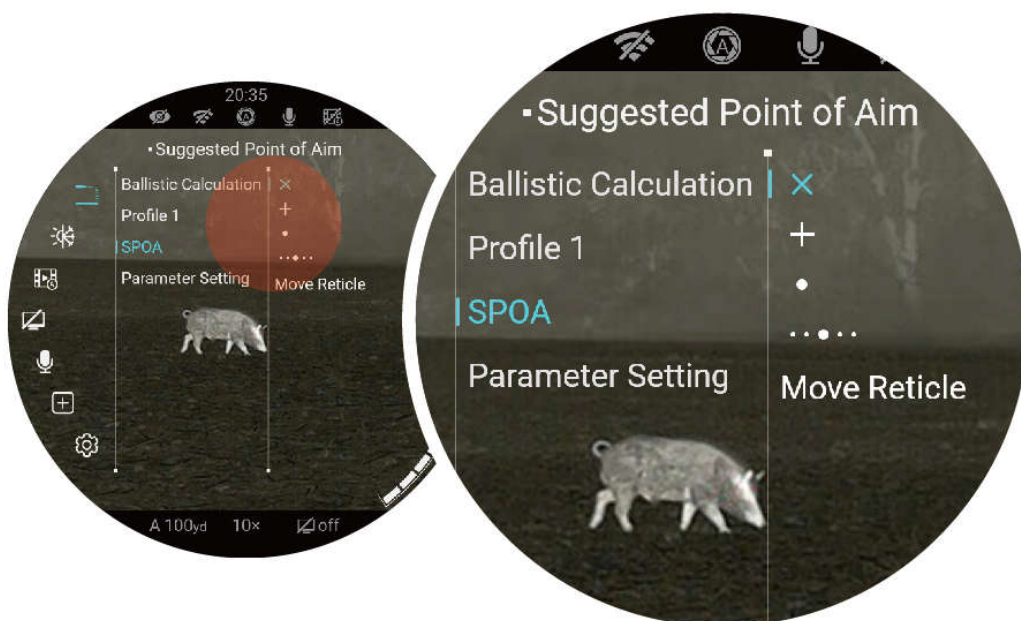 20:35
Suggested Point of Aim
Ballistic Calculation
Profile 1
SPOA
Parameter Setting
Move Reticle
A 100yd 10× off
Suggested Point of Aim
Ballistic Calculation
Profile 1
SPOA
Parameter Setting
Move Reticle